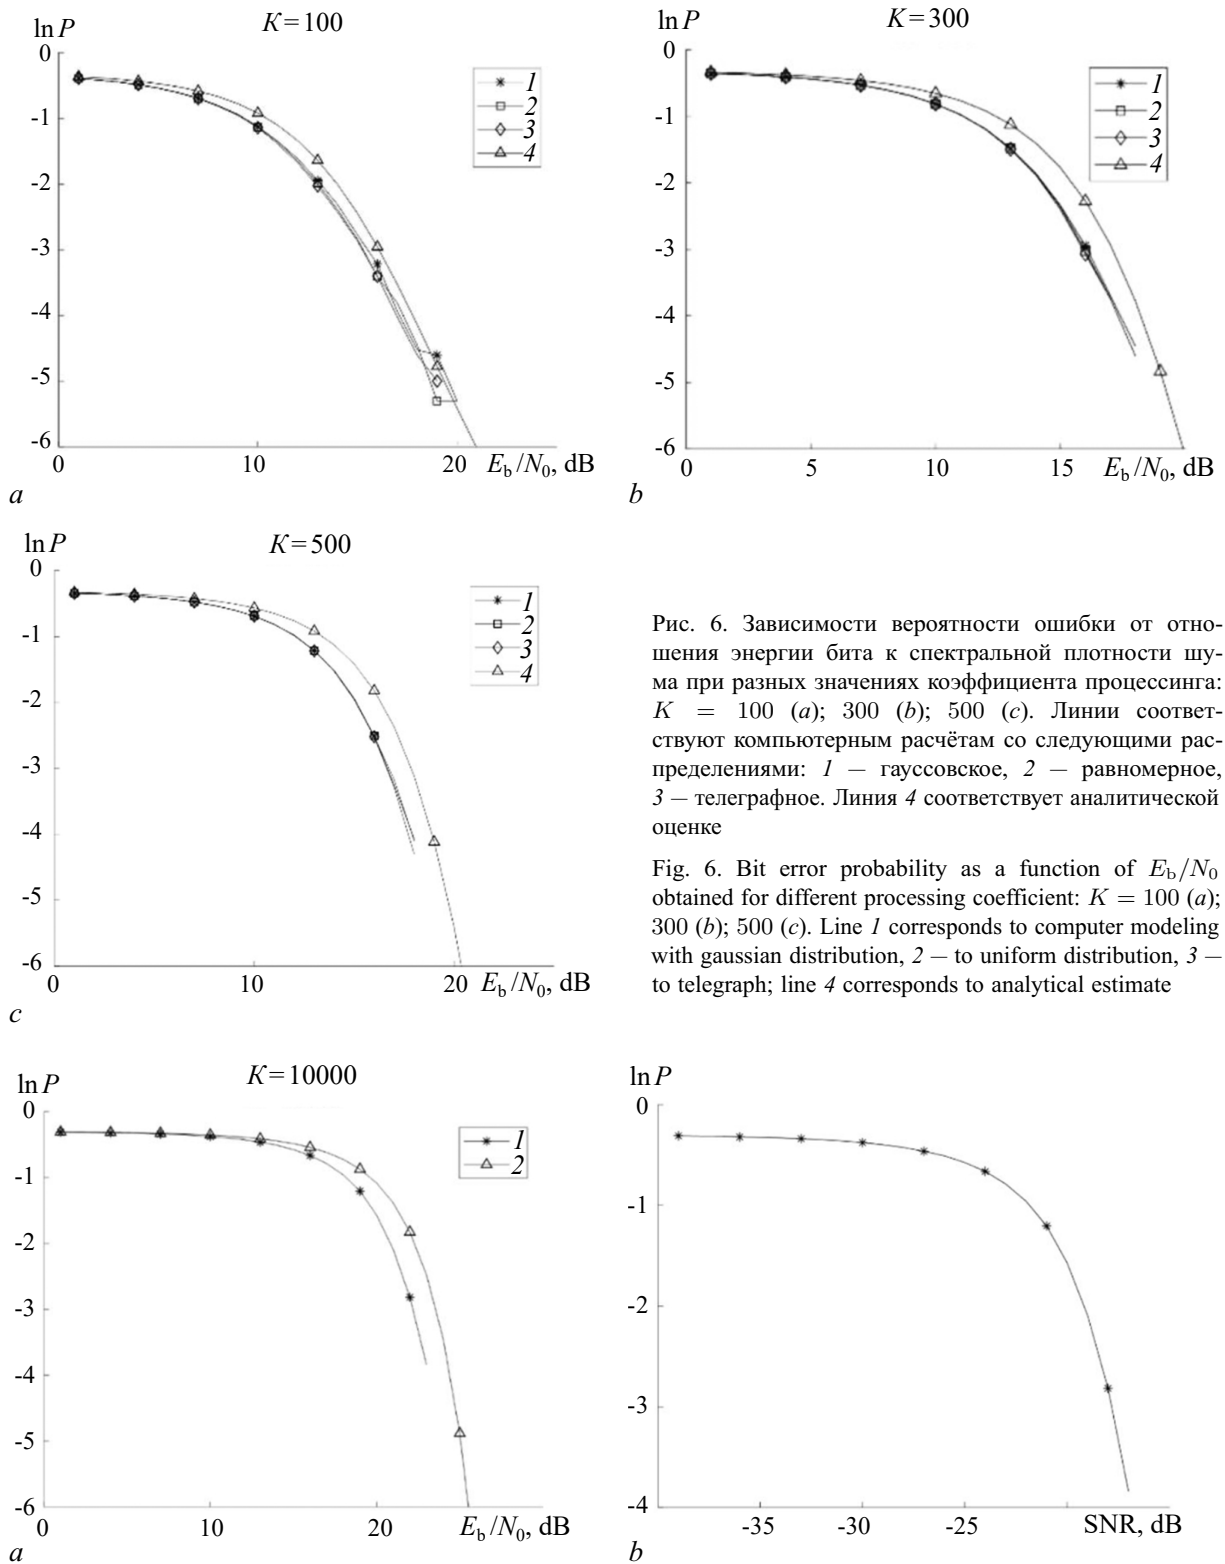 ln P
K=100
0
-1
-2
-3
-4
-5
-6
1
2
3
4
0
10
20
E_b/N_0, dB
a
ln P
K=300
0
-1
-2
-3
-4
-5
-6
1
2
3
4
0
5
10
15
E_b/N_0, dB
b
ln P
K=500
0
-1
-2
-3
-4
-5
-6
1
2
3
4
0
10
20
E_b/N_0, dB
c
Рис. 6. Зависимости вероятности ошибки от отно-
шения энергии бита к спектральной плотности шу-
ма при разных значениях коэффициента процессинга:
K = 100 (a); 300 (b); 500 (c). Линии соответ-
ствуют компьютерным расчётам со следующими рас-
пределениями: 1 — гауссовское, 2 — равномерное,
3 — телеграфное. Линия 4 соответствует аналитической
оценке
Fig. 6. Bit error probability as a function of E_b/N_0
obtained for different processing coefficient: K = 100 (a);
300 (b); 500 (c). Line 1 corresponds to computer modeling
with gaussian distribution, 2 — to uniform distribution, 3 —
to telegraph; line 4 corresponds to analytical estimate
ln P
K=10000
0
-1
-2
-3
-4
-5
-6
1
2
0
10
20
E_b/N_0, dB
a
ln P
0
-1
-2
-3
-4
-35
-30
-25
SNR, dB
b